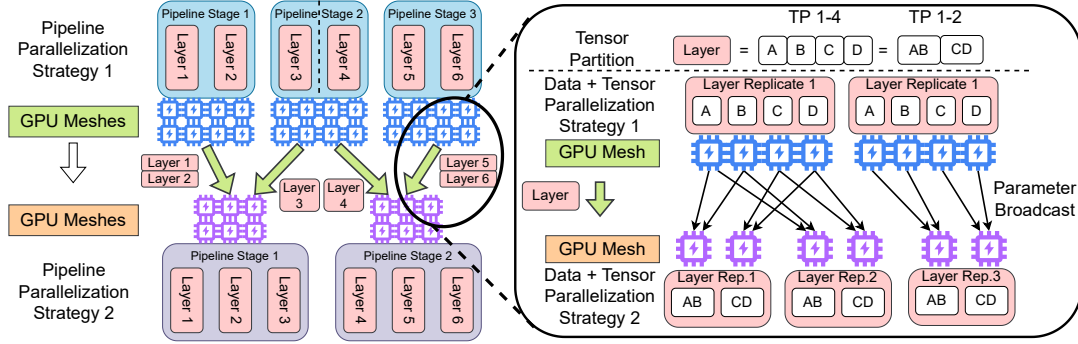 Pipeline
Parallelization
Strategy 1
Pipeline Stage 1
Layer 1
Layer 2
Pipeline Stage 2
Layer 3
Layer 4
Pipeline Stage 3
Layer 5
Layer 6
GPU Meshes
Layer 1
Layer 2
Layer
3
Layer
4
Layer 5
Layer 6
GPU Meshes
Pipeline
Parallelization
Strategy 2
Pipeline Stage 1
Layer 1
Layer 2
Layer 3
Pipeline Stage 2
Layer 4
Layer 5
Layer 6
TP 1-4
TP 1-2
Tensor
Partition
Layer = A B C D = AB CD
Data + Tensor
Parallelization
Strategy 1
Layer Replicate 1
A B C D
Layer Replicate 1
A B C D
GPU Mesh
Layer
Parameter
Broadcast
GPU Mesh
Data + Tensor
Parallelization
Strategy 2
Layer Rep.1
AB CD
Layer Rep.2
AB CD
Layer Rep.3
AB CD